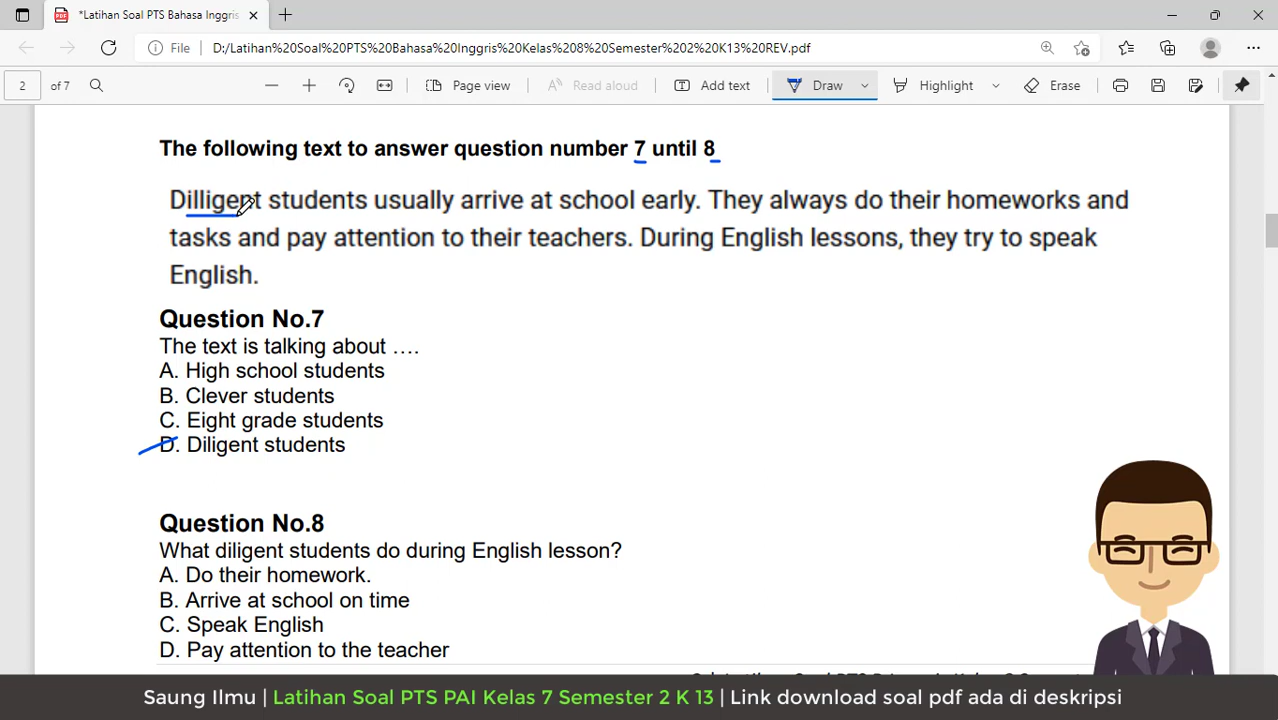 *Latihan Soal PTS Bahasa Inggris
File
D:/Latihan%20Soal%20PTS%20Bahasa%20Inggris%20Kelas%208%20Semester%202%20K13%20REV.pdf
2 of 7
Page view
Read aloud
Add text
Draw
Highlight
Erase
The following text to answer question number 7 until 8
Dilligent students usually arrive at school early. They always do their homeworks and
tasks and pay attention to their teachers. During English lessons, they try to speak
English.
Question No.7
The text is talking about ….
A. High school students
B. Clever students
C. Eight grade students
D. Diligent students
Question No.8
What diligent students do during English lesson?
A. Do their homework.
B. Arrive at school on time
C. Speak English
D. Pay attention to the teacher
Saung Ilmu | Latihan Soal PTS PAI Kelas 7 Semester 2 K 13 | Link download soal pdf ada di deskripsi